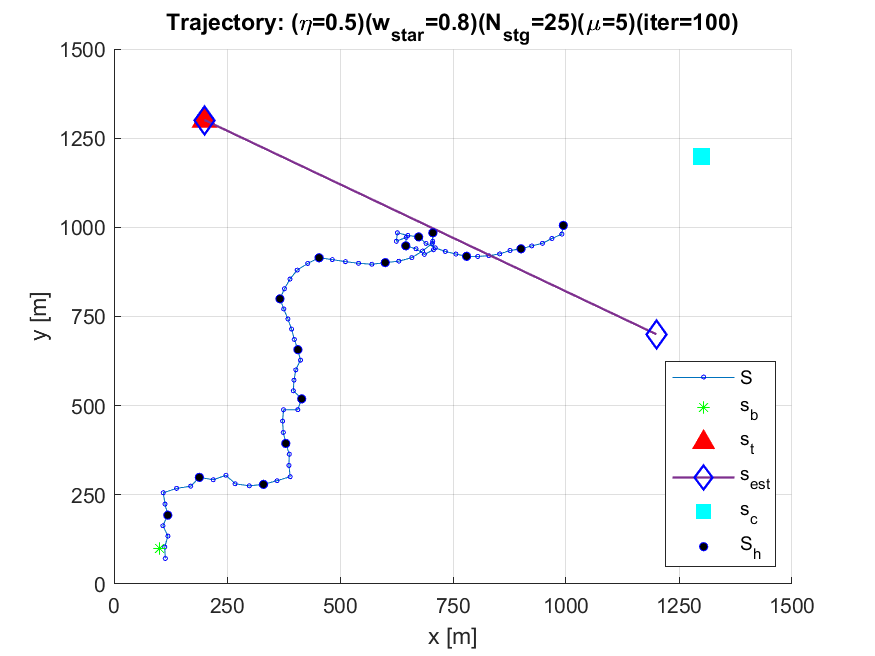 Trajectory: (η=0.5)(w_star=0.8)(N_stg=25)(μ=5)(iter=100)
1500
1250
1000
750
500
250
0
y [m]
0 250 500 750 1000 1250 1500
x [m]
S
s_b
s_t
s_est
s_c
S_h